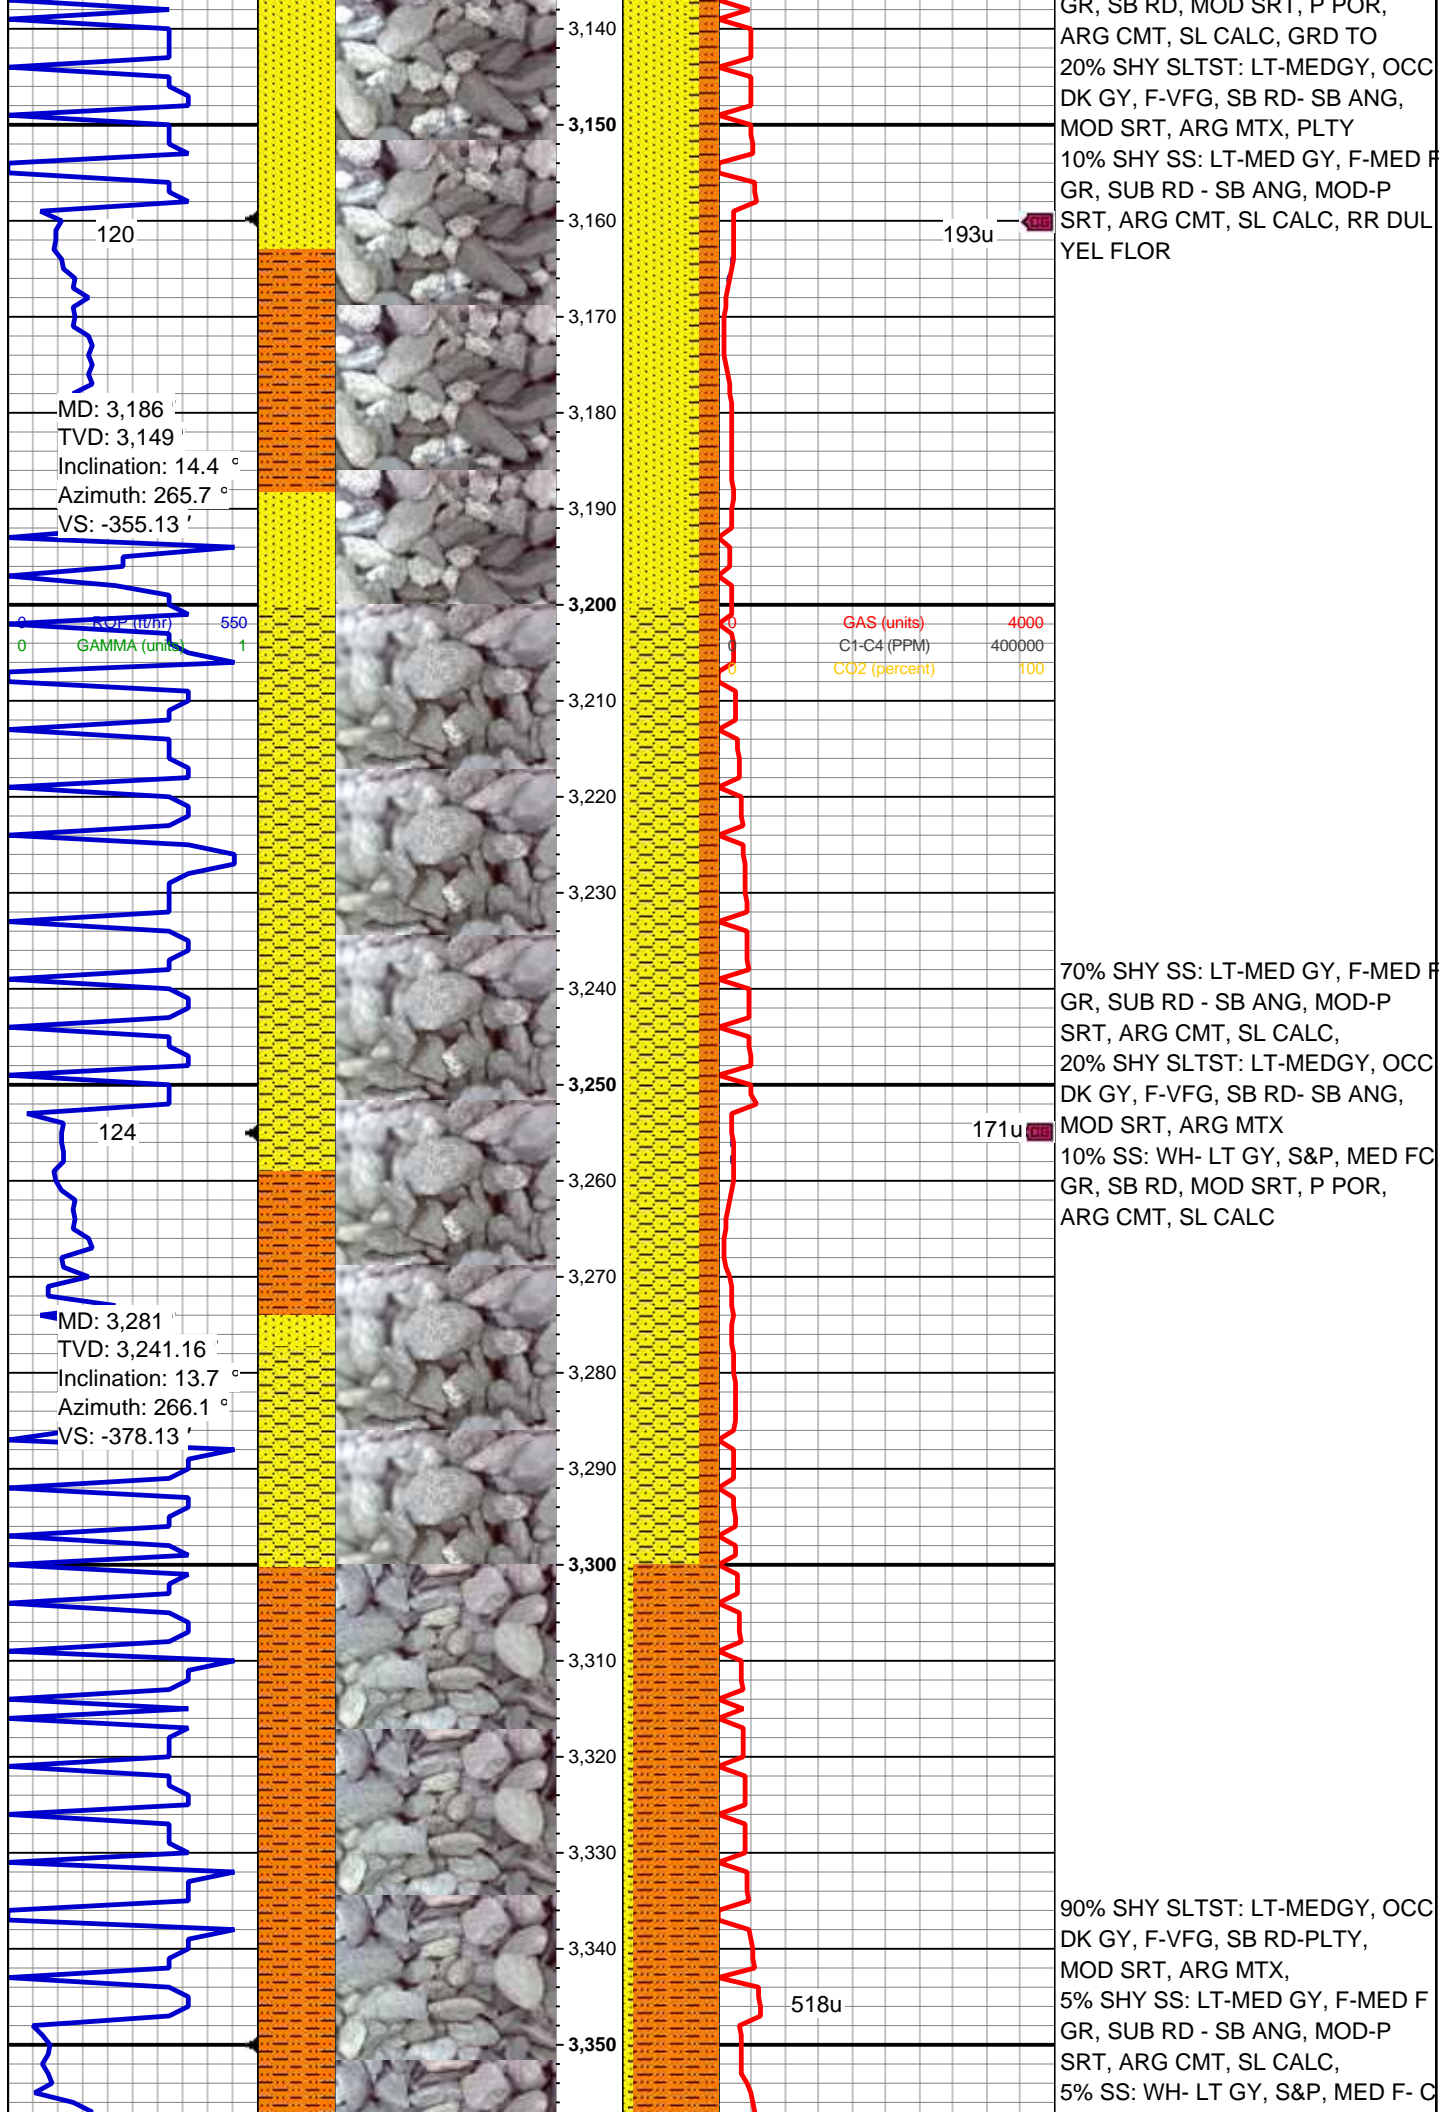 GR, SB RD, MOD SRT, P POR,
ARG CMT, SL CALC, GRD TO
20% SHY SLTST: LT-MEDGY, OCC
DK GY, F-VFG, SB RD- SB ANG,
MOD SRT, ARG MTX, PLTY
10% SHY SS: LT-MED GY, F-MED F
GR, SUB RD - SB ANG, MOD-P
SRT, ARG CMT, SL CALC, RR DUL
YEL FLOR
3,140
3,150
3,160
120
193u
CG
3,170
3,180
MD: 3,186 '
TVD: 3,149 '
Inclination: 14.4 °
Azimuth: 265.7 °
VS: -355.13 '
3,190
3,200
0 ROP (ft/hr) 550
0 GAMMA (units) 1
0 GAS (units) 4000
0 C1-C4 (PPM) 400000
0 CO2 (percent) 100
3,210
3,220
3,230
3,240
3,250
70% SHY SS: LT-MED GY, F-MED F
GR, SUB RD - SB ANG, MOD-P
SRT, ARG CMT, SL CALC,
20% SHY SLTST: LT-MEDGY, OCC
DK GY, F-VFG, SB RD- SB ANG,
MOD SRT, ARG MTX
10% SS: WH- LT GY, S&P, MED FC
GR, SB RD, MOD SRT, P POR,
ARG CMT, SL CALC
124
171u
CG
3,260
3,270
MD: 3,281 '
TVD: 3,241.16 '
Inclination: 13.7 °
Azimuth: 266.1 °
VS: -378.13 '
3,280
3,290
3,300
3,310
3,320
3,330
3,340
3,350
518u
90% SHY SLTST: LT-MEDGY, OCC
DK GY, F-VFG, SB RD-PLTY,
MOD SRT, ARG MTX,
5% SHY SS: LT-MED GY, F-MED F
GR, SUB RD - SB ANG, MOD-P
SRT, ARG CMT, SL CALC,
5% SS: WH- LT GY, S&P, MED F- C